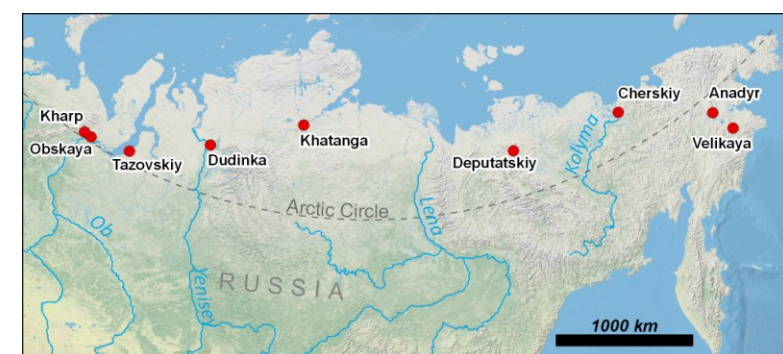 Cherskiy
Anadyr
Kharp
Velikaya
Khatanga
Obskaya
Tazovskiy
Dudinka
Deputatskiy
Kolyma
Arctic Circle
Lena
Ob
Yenisei
RUSSIA
1000 km